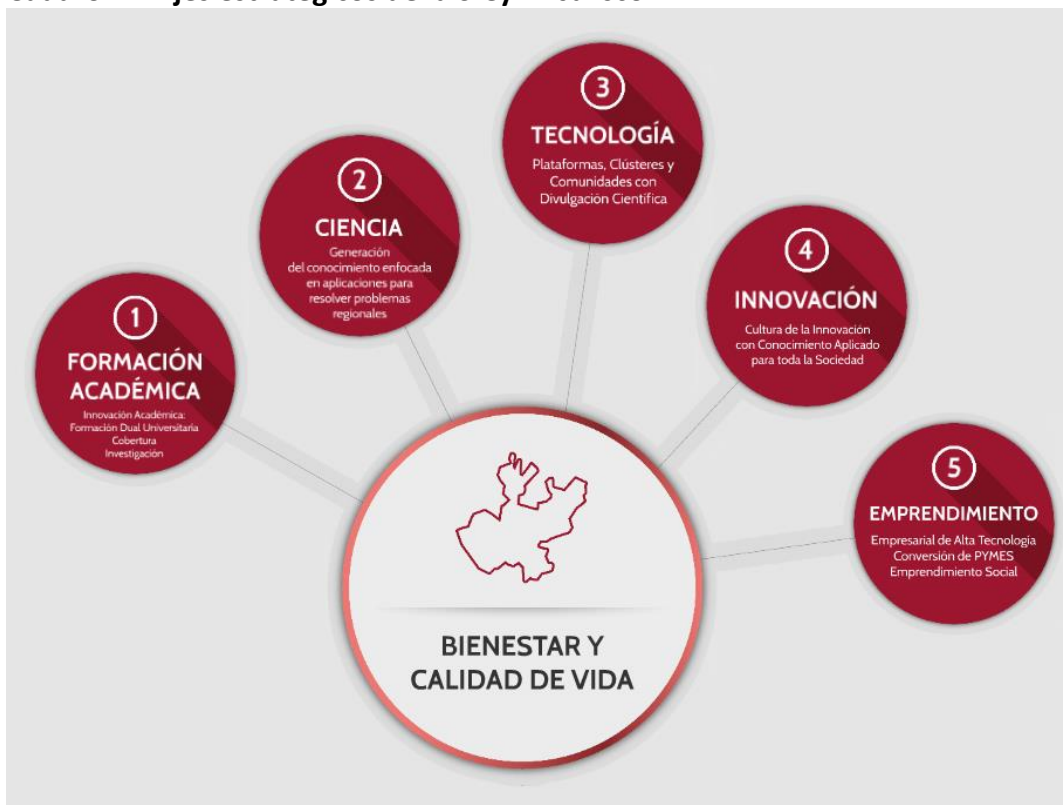 1
FORMACIÓN
ACADÉMICA
Innovación Académica:
Formación Dual Universitaria
Cobertura
Investigación
2
CIENCIA
Generación
del conocimiento enfocada
en aplicaciones para
resolver problemas
regionales
3
TECNOLOGÍA
Plataformas, Clústeres y
Comunidades con
Divulgación Científica
4
INNOVACIÓN
Cultura de la Innovación
con Conocimiento Aplicado
para toda la Sociedad
5
EMPRENDIMIENTO
Empresarial de Alta Tecnología
Conversión de PYMES
Emprendimiento Social
BIENESTAR Y
CALIDAD DE VIDA